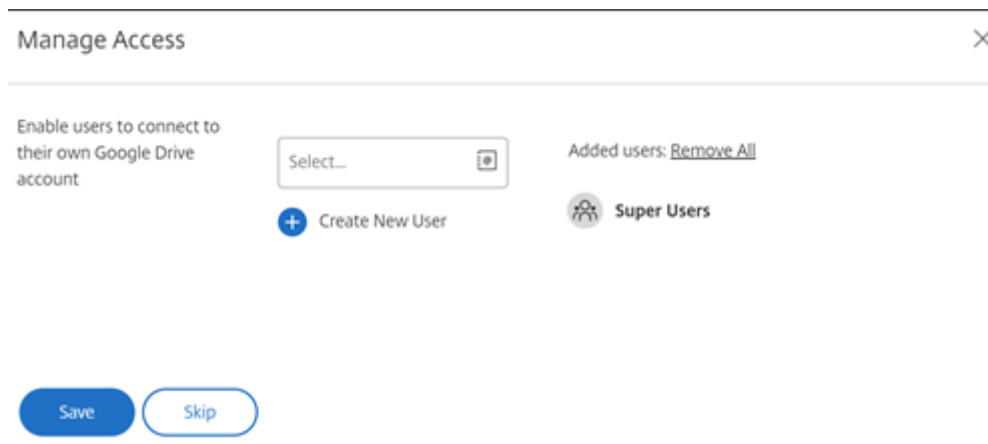 Manage Access
Enable users to connect to
their own Google Drive
account
Select...
Create New User
Added users: Remove All
Super Users
Save
Skip